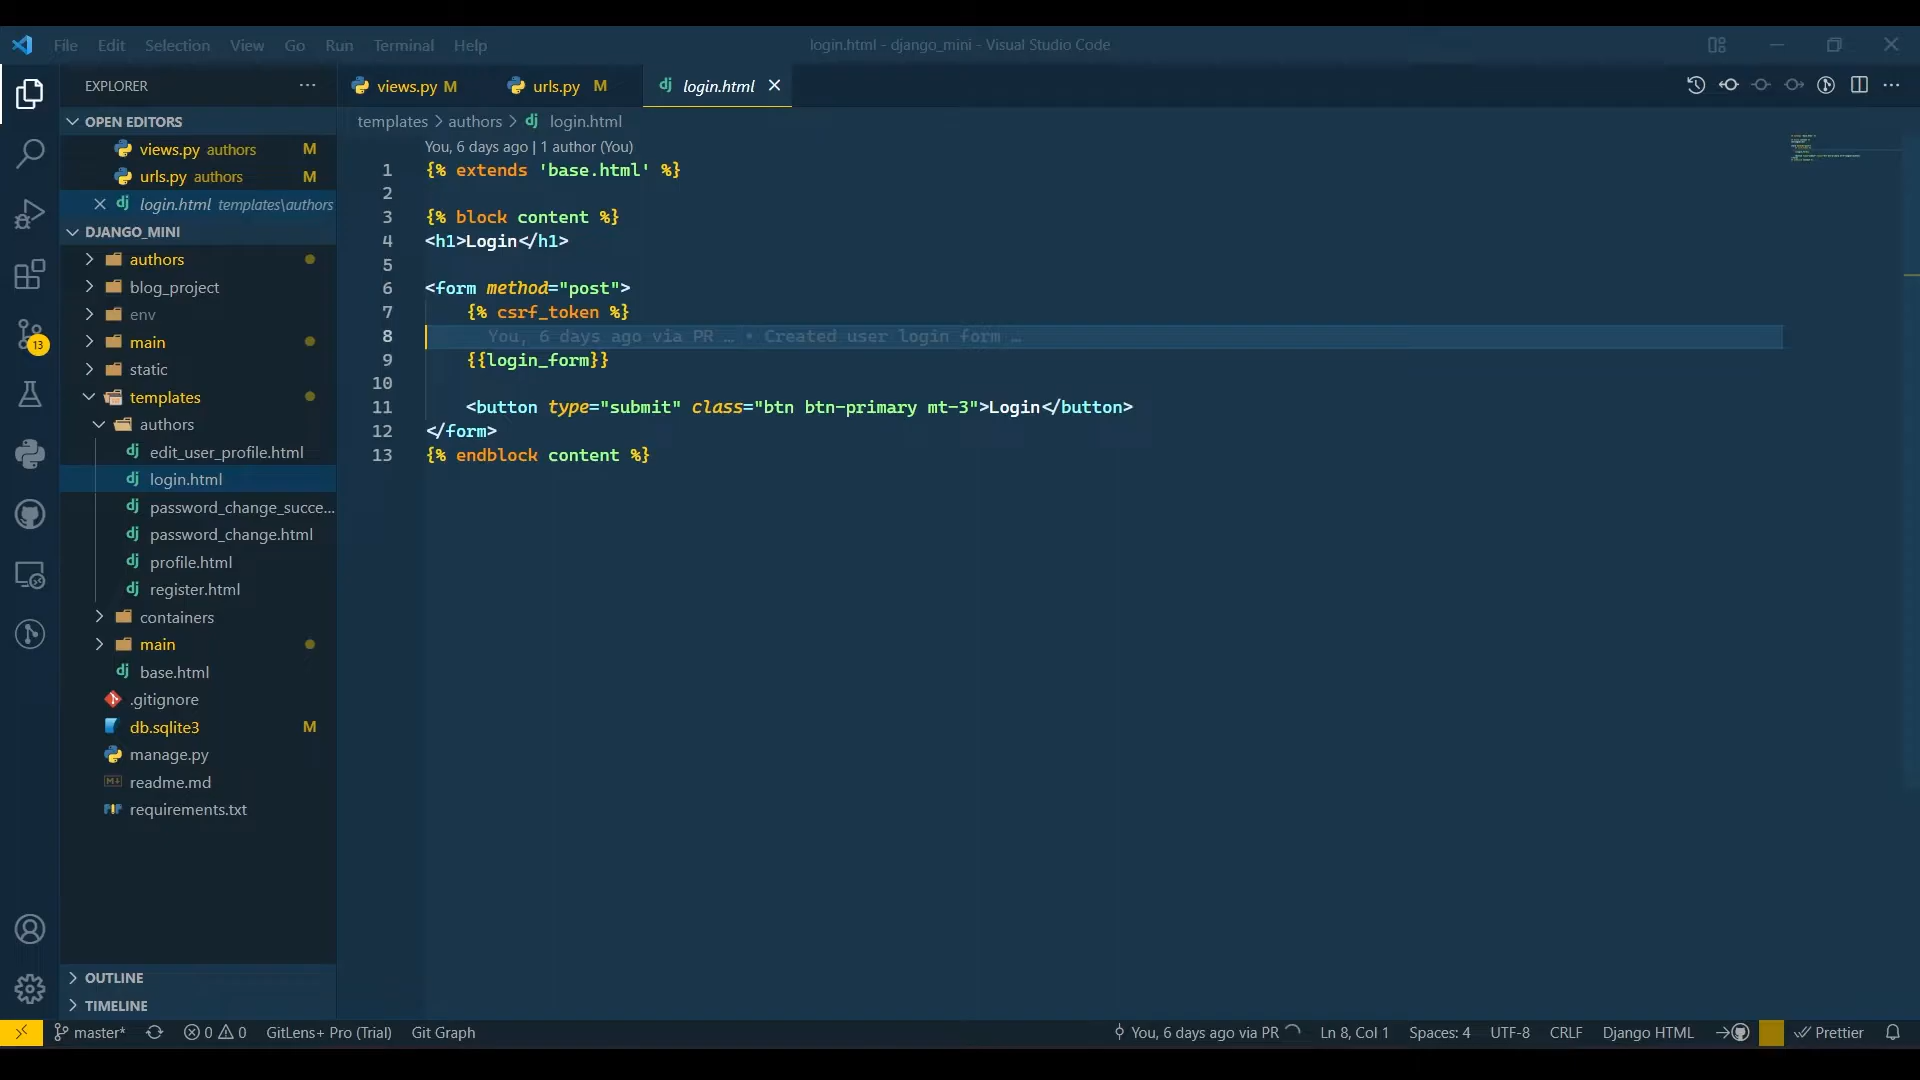 File Edit Selection View Go Run Terminal Help
login.html - django_mini - Visual Studio Code
EXPLORER
OPEN EDITORS
views.py authors M
urls.py authors M
login.html templates\authors
DJANGO_MINI
authors
blog_project
env
main
static
templates
authors
edit_user_profile.html
login.html
password_change_succe...
password_change.html
profile.html
register.html
containers
main
base.html
.gitignore
db.sqlite3 M
manage.py
readme.md
requirements.txt
OUTLINE
TIMELINE
13
views.py M
urls.py M
login.html
templates > authors > login.html
You, 6 days ago | 1 author (You)
1 {% extends 'base.html' %}
2
3 {% block content %}
4 <h1>Login</h1>
5
6 <form method="post">
7 {% csrf_token %}
8 You, 6 days ago via PR … • Created user login form …
9 {{login_form}}
10
11 <button type="submit" class="btn btn-primary mt-3">Login</button>
12 </form>
13 {% endblock content %}
master* 0 0 GitLens+ Pro (Trial) Git Graph
You, 6 days ago via PR Ln 8, Col 1 Spaces: 4 UTF-8 CRLF Django HTML Prettier